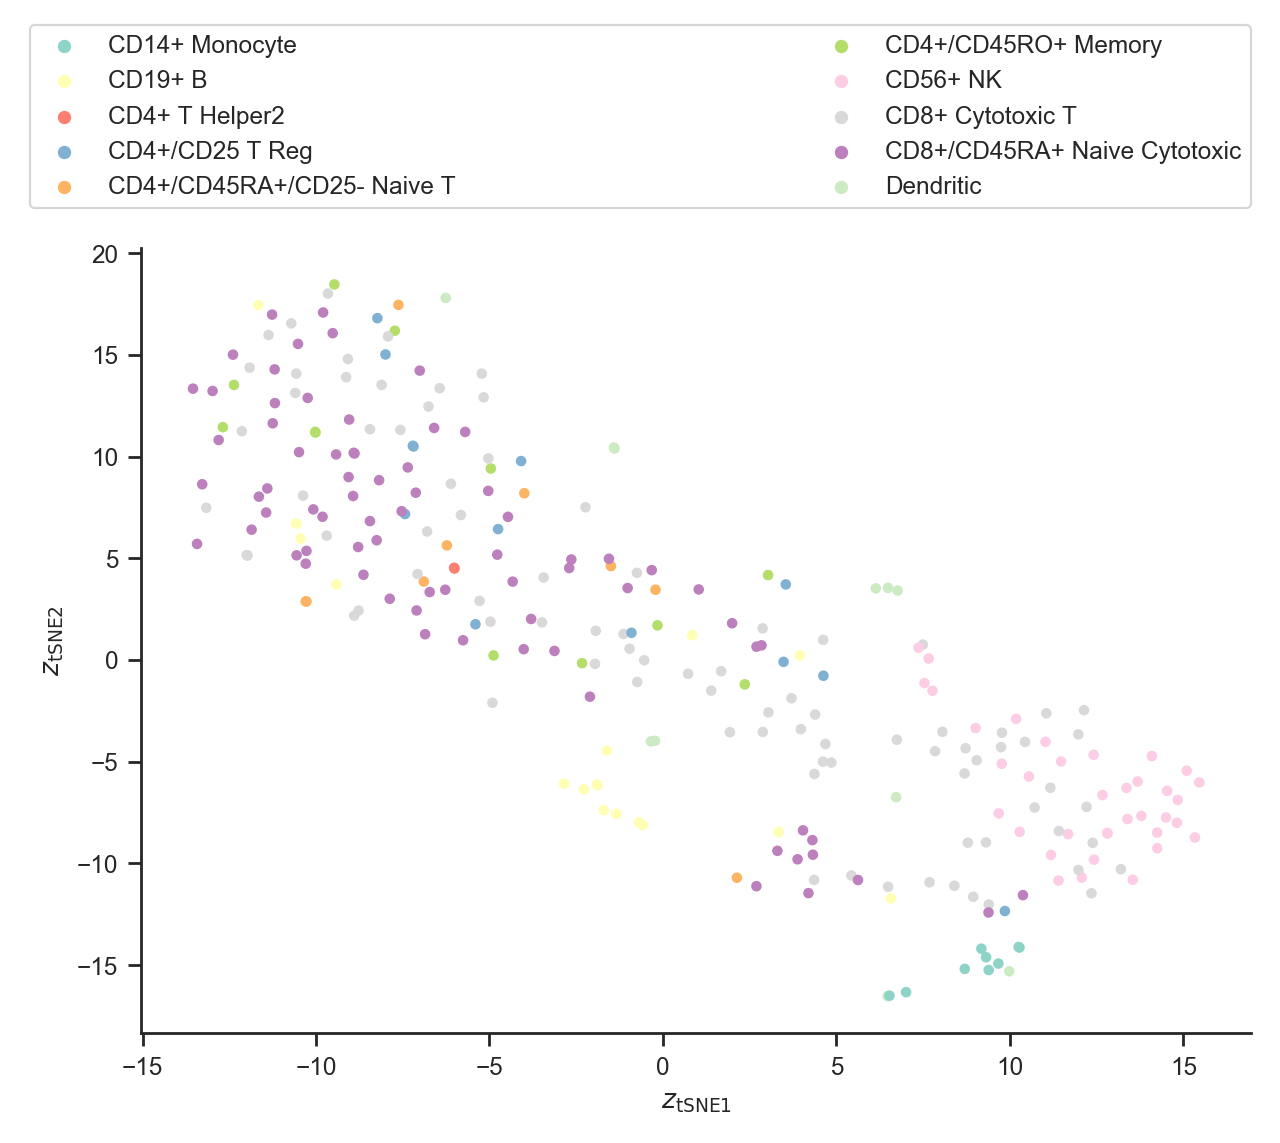 CD14+ Monocyte
CD19+ B
CD4+ T Helper2
CD4+/CD25 T Reg
CD4+/CD45RA+/CD25- Naive T
CD4+/CD45RO+ Memory
CD56+ NK
CD8+ Cytotoxic T
CD8+/CD45RA+ Naive Cytotoxic
Dendritic
20
15
10
5
0
−5
−10
−15
z_tSNE2
−15 −10 −5 0 5 10 15
z_tSNE1